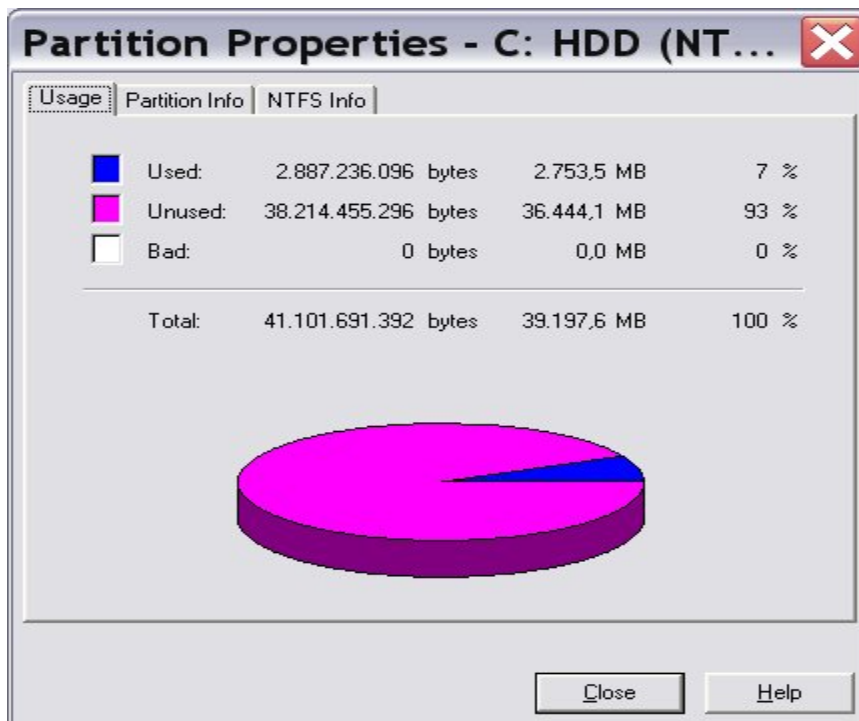 Partition Properties - C: HDD (NT...
Usage Partition Info NTFS Info
Used: 2.887.236.096 bytes 2.753,5 MB 7 %
Unused: 38.214.455.296 bytes 36.444,1 MB 93 %
Bad: 0 bytes 0,0 MB 0 %
Total: 41.101.691.392 bytes 39.197,6 MB 100 %
Close Help